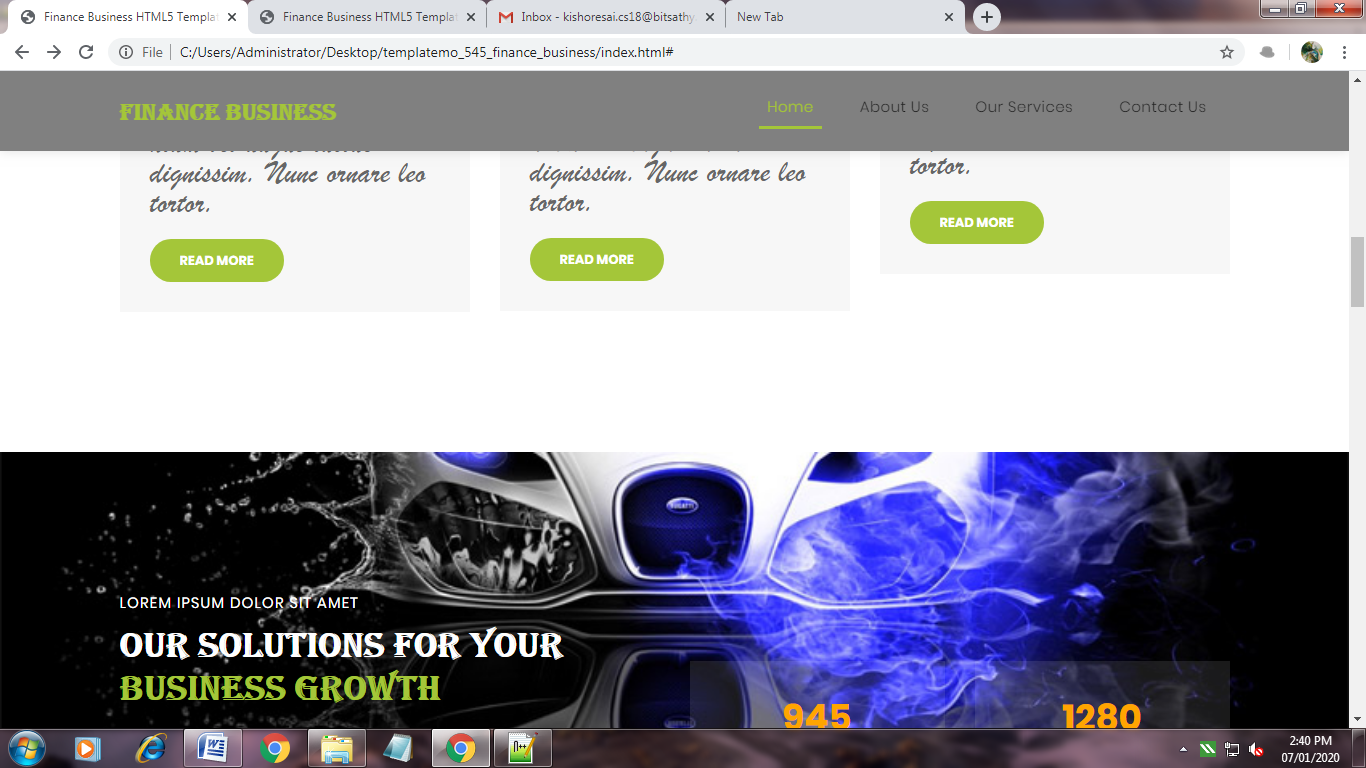 Finance Business HTML5 Templat
Finance Business HTML5 Templat
Inbox - kishoresai.cs18@bitsathy.
New Tab
File
C:/Users/Administrator/Desktop/templatemo_545_finance_business/index.html#
FINANCE BUSINESS
Home
About Us
Our Services
Contact Us
dignissim. Nunc ornare leo
tortor.
READ MORE
dignissim. Nunc ornare leo
tortor.
READ MORE
tortor.
READ MORE
BUGATTI
LOREM IPSUM DOLOR SIT AMET
OUR SOLUTIONS FOR YOUR
BUSINESS GROWTH
945
1280
2:40 PM
07/01/2020